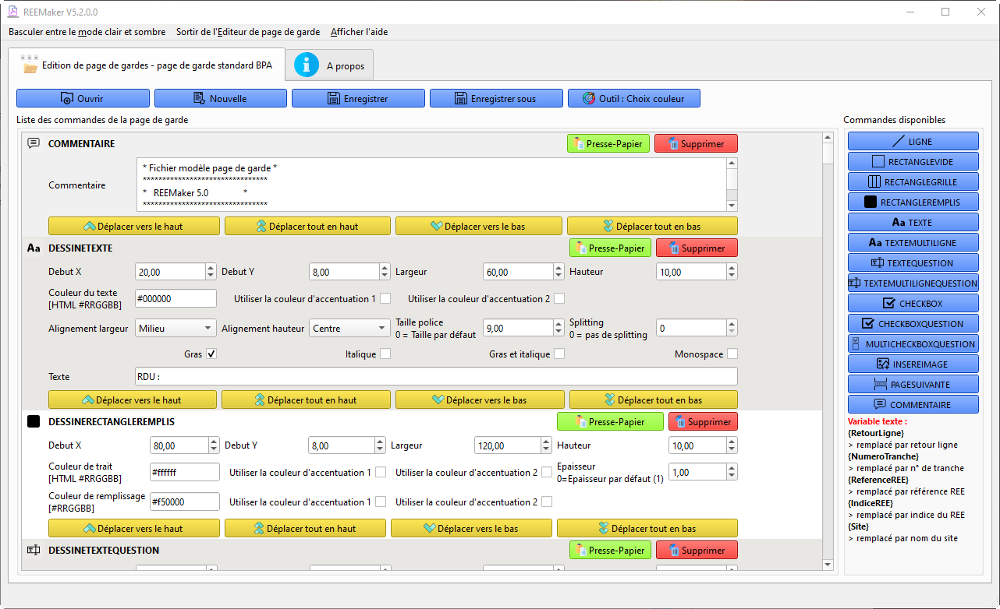 REEMaker V5.2.0.0
Basculer entre le mode clair et sombre Sortir de l'Editeur de page de garde Afficher l'aide
Edition de page de gardes - page de garde standard BPA A propos
Ouvrir Nouvelle Enregistrer Enregistrer sous Outil : Choix couleur
Liste des commandes de la page de garde
COMMENTAIRE Presse-Papier Supprimer
* Fichier modèle page de garde *
********************************
Commentaire
* REEMaker 5.0 *
********************************
Déplacer vers le haut Déplacer tout en haut Déplacer vers le bas Déplacer tout en bas
Aa DESSINETEXTE Presse-Papier Supprimer
Debut X 20,00 Debut Y 8,00 Largeur 60,00 Hauteur 10,00
Couleur du texte
[HTML #RRGGBB] #000000 Utiliser la couleur d'accentuation 1 Utiliser la couleur d'accentuation 2
Alignement largeur Milieu Alignement hauteur Centre Taille police
0 = Taille par défaut 9,00 Splitting
0 = pas de splitting 0
Gras Italique Gras et italique Monospace
Texte RDU :
Déplacer vers le haut Déplacer tout en haut Déplacer vers le bas Déplacer tout en bas
DESSINERECTANGLEREMPLIS Presse-Papier Supprimer
Debut X 80,00 Debut Y 8,00 Largeur 120,00 Hauteur 10,00
Couleur de trait
[HTML #RRGGBB] #ffffff Utiliser la couleur d'accentuation 1 Utiliser la couleur d'accentuation 2 Epaisseur
0=Epaisseur par défaut (1) 1,00
Couleur de remplissage
[#RRGGBB] #f50000 Utiliser la couleur d'accentuation 1 Utiliser la couleur d'accentuation 2
Déplacer vers le haut Déplacer tout en haut Déplacer vers le bas Déplacer tout en bas
DESSINETEXTEQUESTION Presse-Papier Supprimer
Commandes disponibles
LIGNE
RECTANGLEVIDE
RECTANGLEGRILLE
RECTANGLEREMPLIS
Aa TEXTE
Aa TEXTEMULTILIGNE
TEXTEQUESTION
TEXTEMULTILIGNEQUESTION
CHECKBOX
CHECKBOXQUESTION
MULTICHECKBOXQUESTION
INSEREIMAGE
PAGESUIVANTE
COMMENTAIRE
Variable texte :
{RetourLigne}
> remplacé par retour ligne
{NumeroTranche}
> remplacé par n° de tranche
{ReferenceREE}
> remplacé par référence REE
{IndiceREE}
> remplacé par indice du REE
{Site}
> remplacé par nom du site